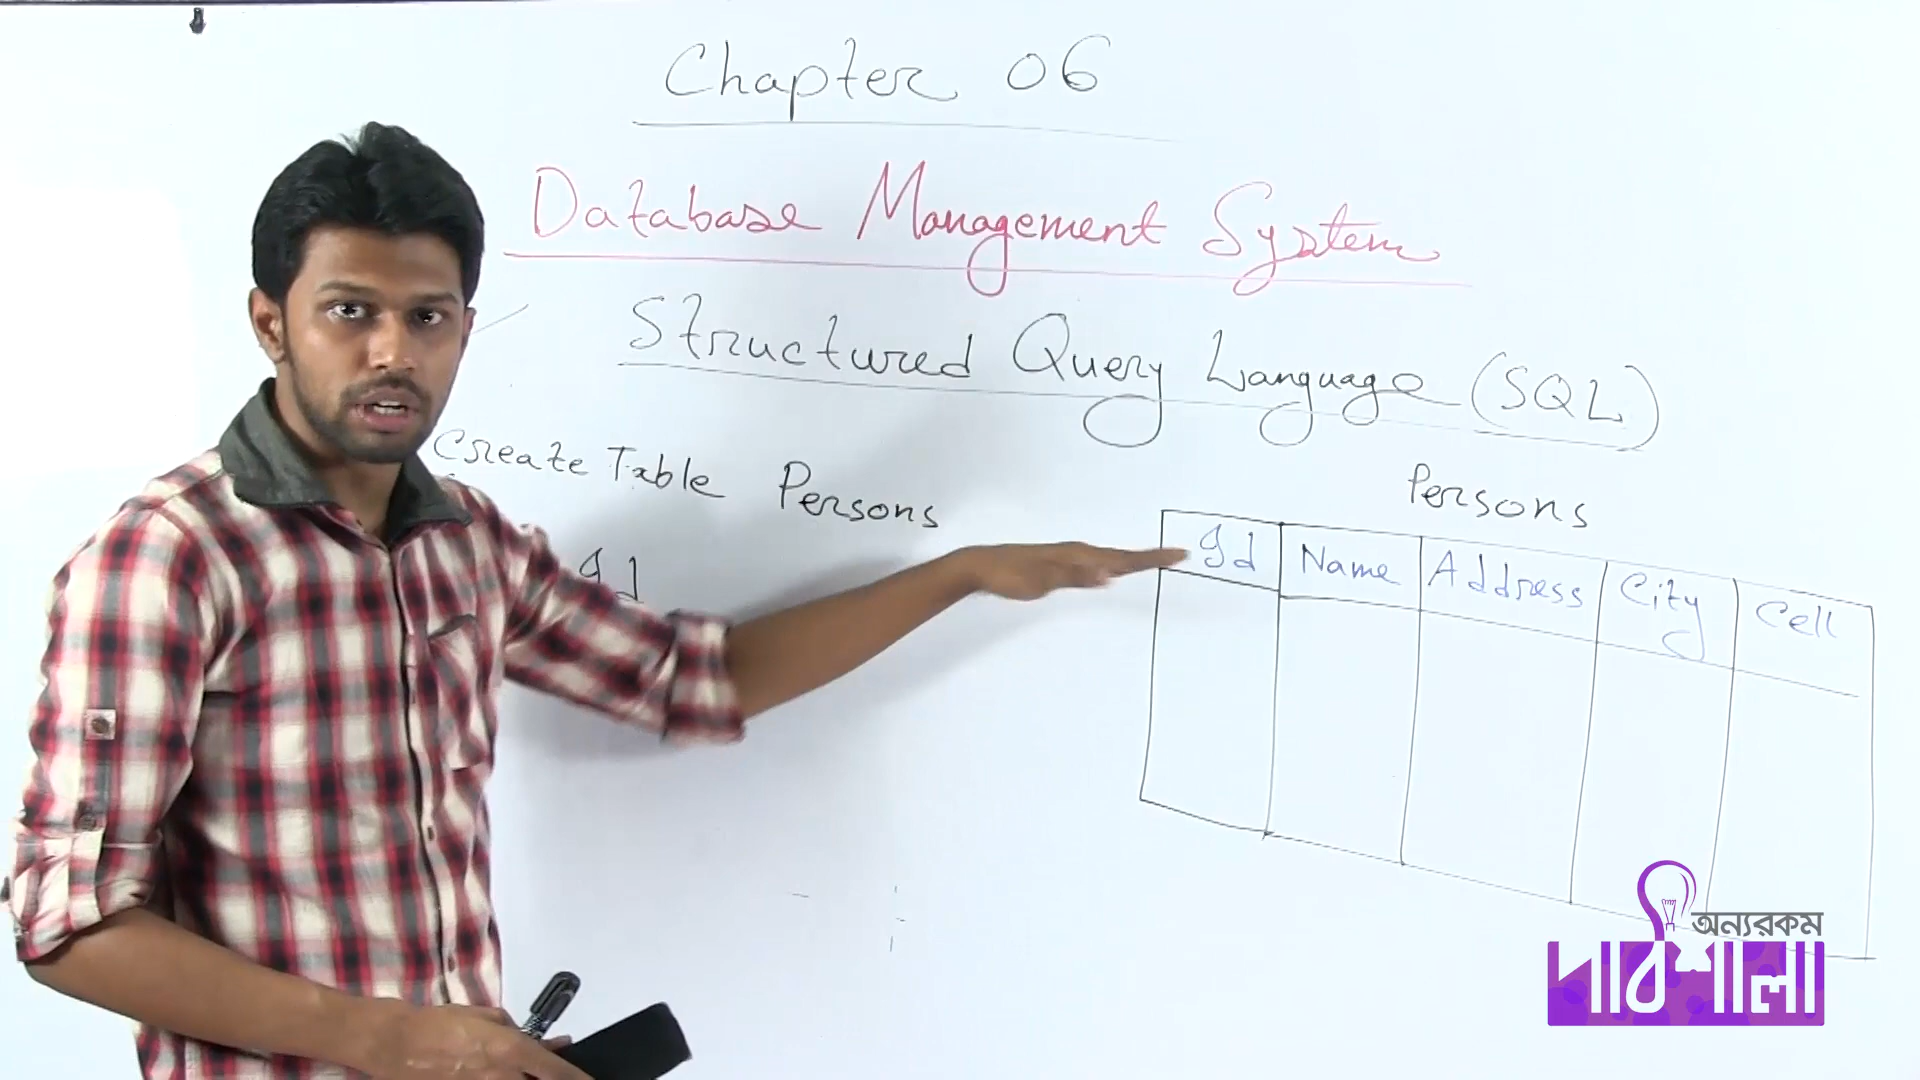 Chapter 06
Database Management System
Structured Query Language (SQL)
Create Table Persons
Id
Persons
Id Name Address City Cell
অন্যরকম
পাঠশালা